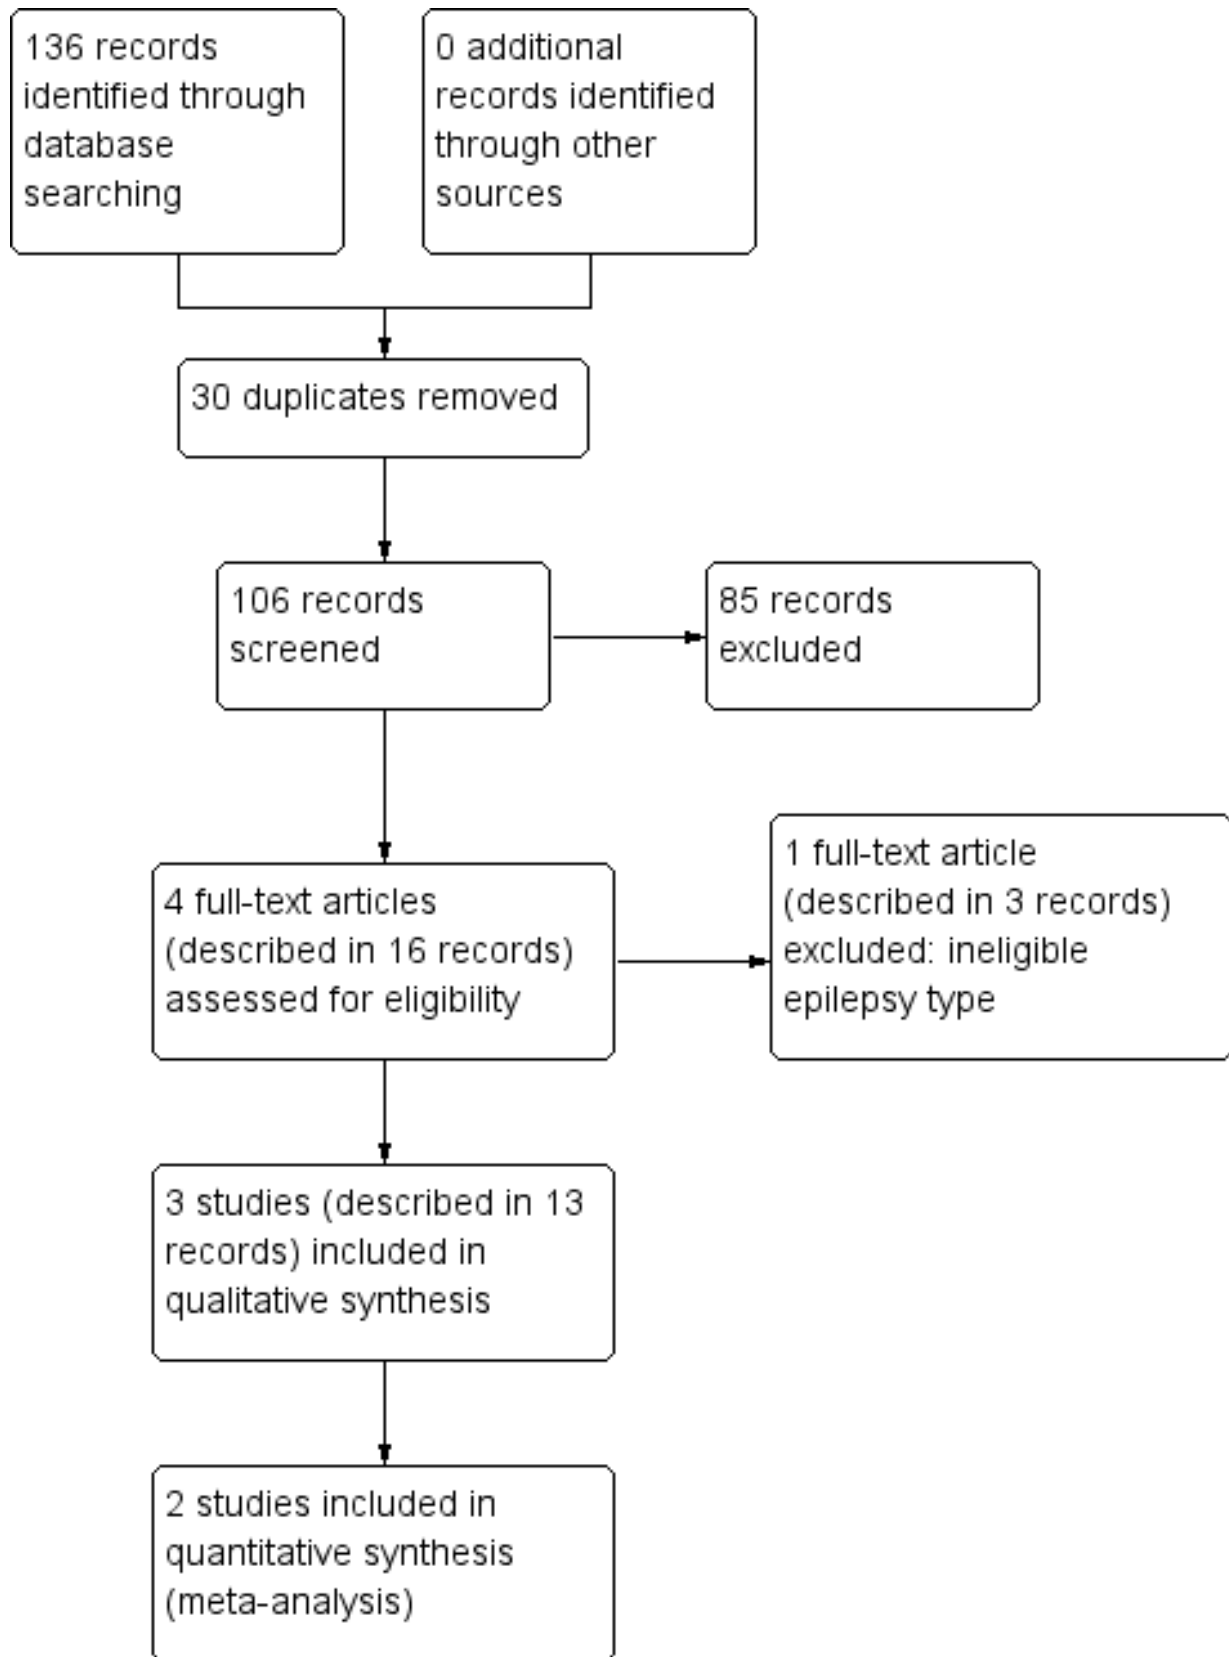 136 records
identified through
database
searching
0 additional
records identified
through other
sources
30 duplicates removed
106 records
screened
85 records
excluded
4 full-text articles
(described in 16 records)
assessed for eligibility
1 full-text article
(described in 3 records)
excluded: ineligible
epilepsy type
3 studies (described in 13
records) included in
qualitative synthesis
2 studies included in
quantitative synthesis
(meta-analysis)